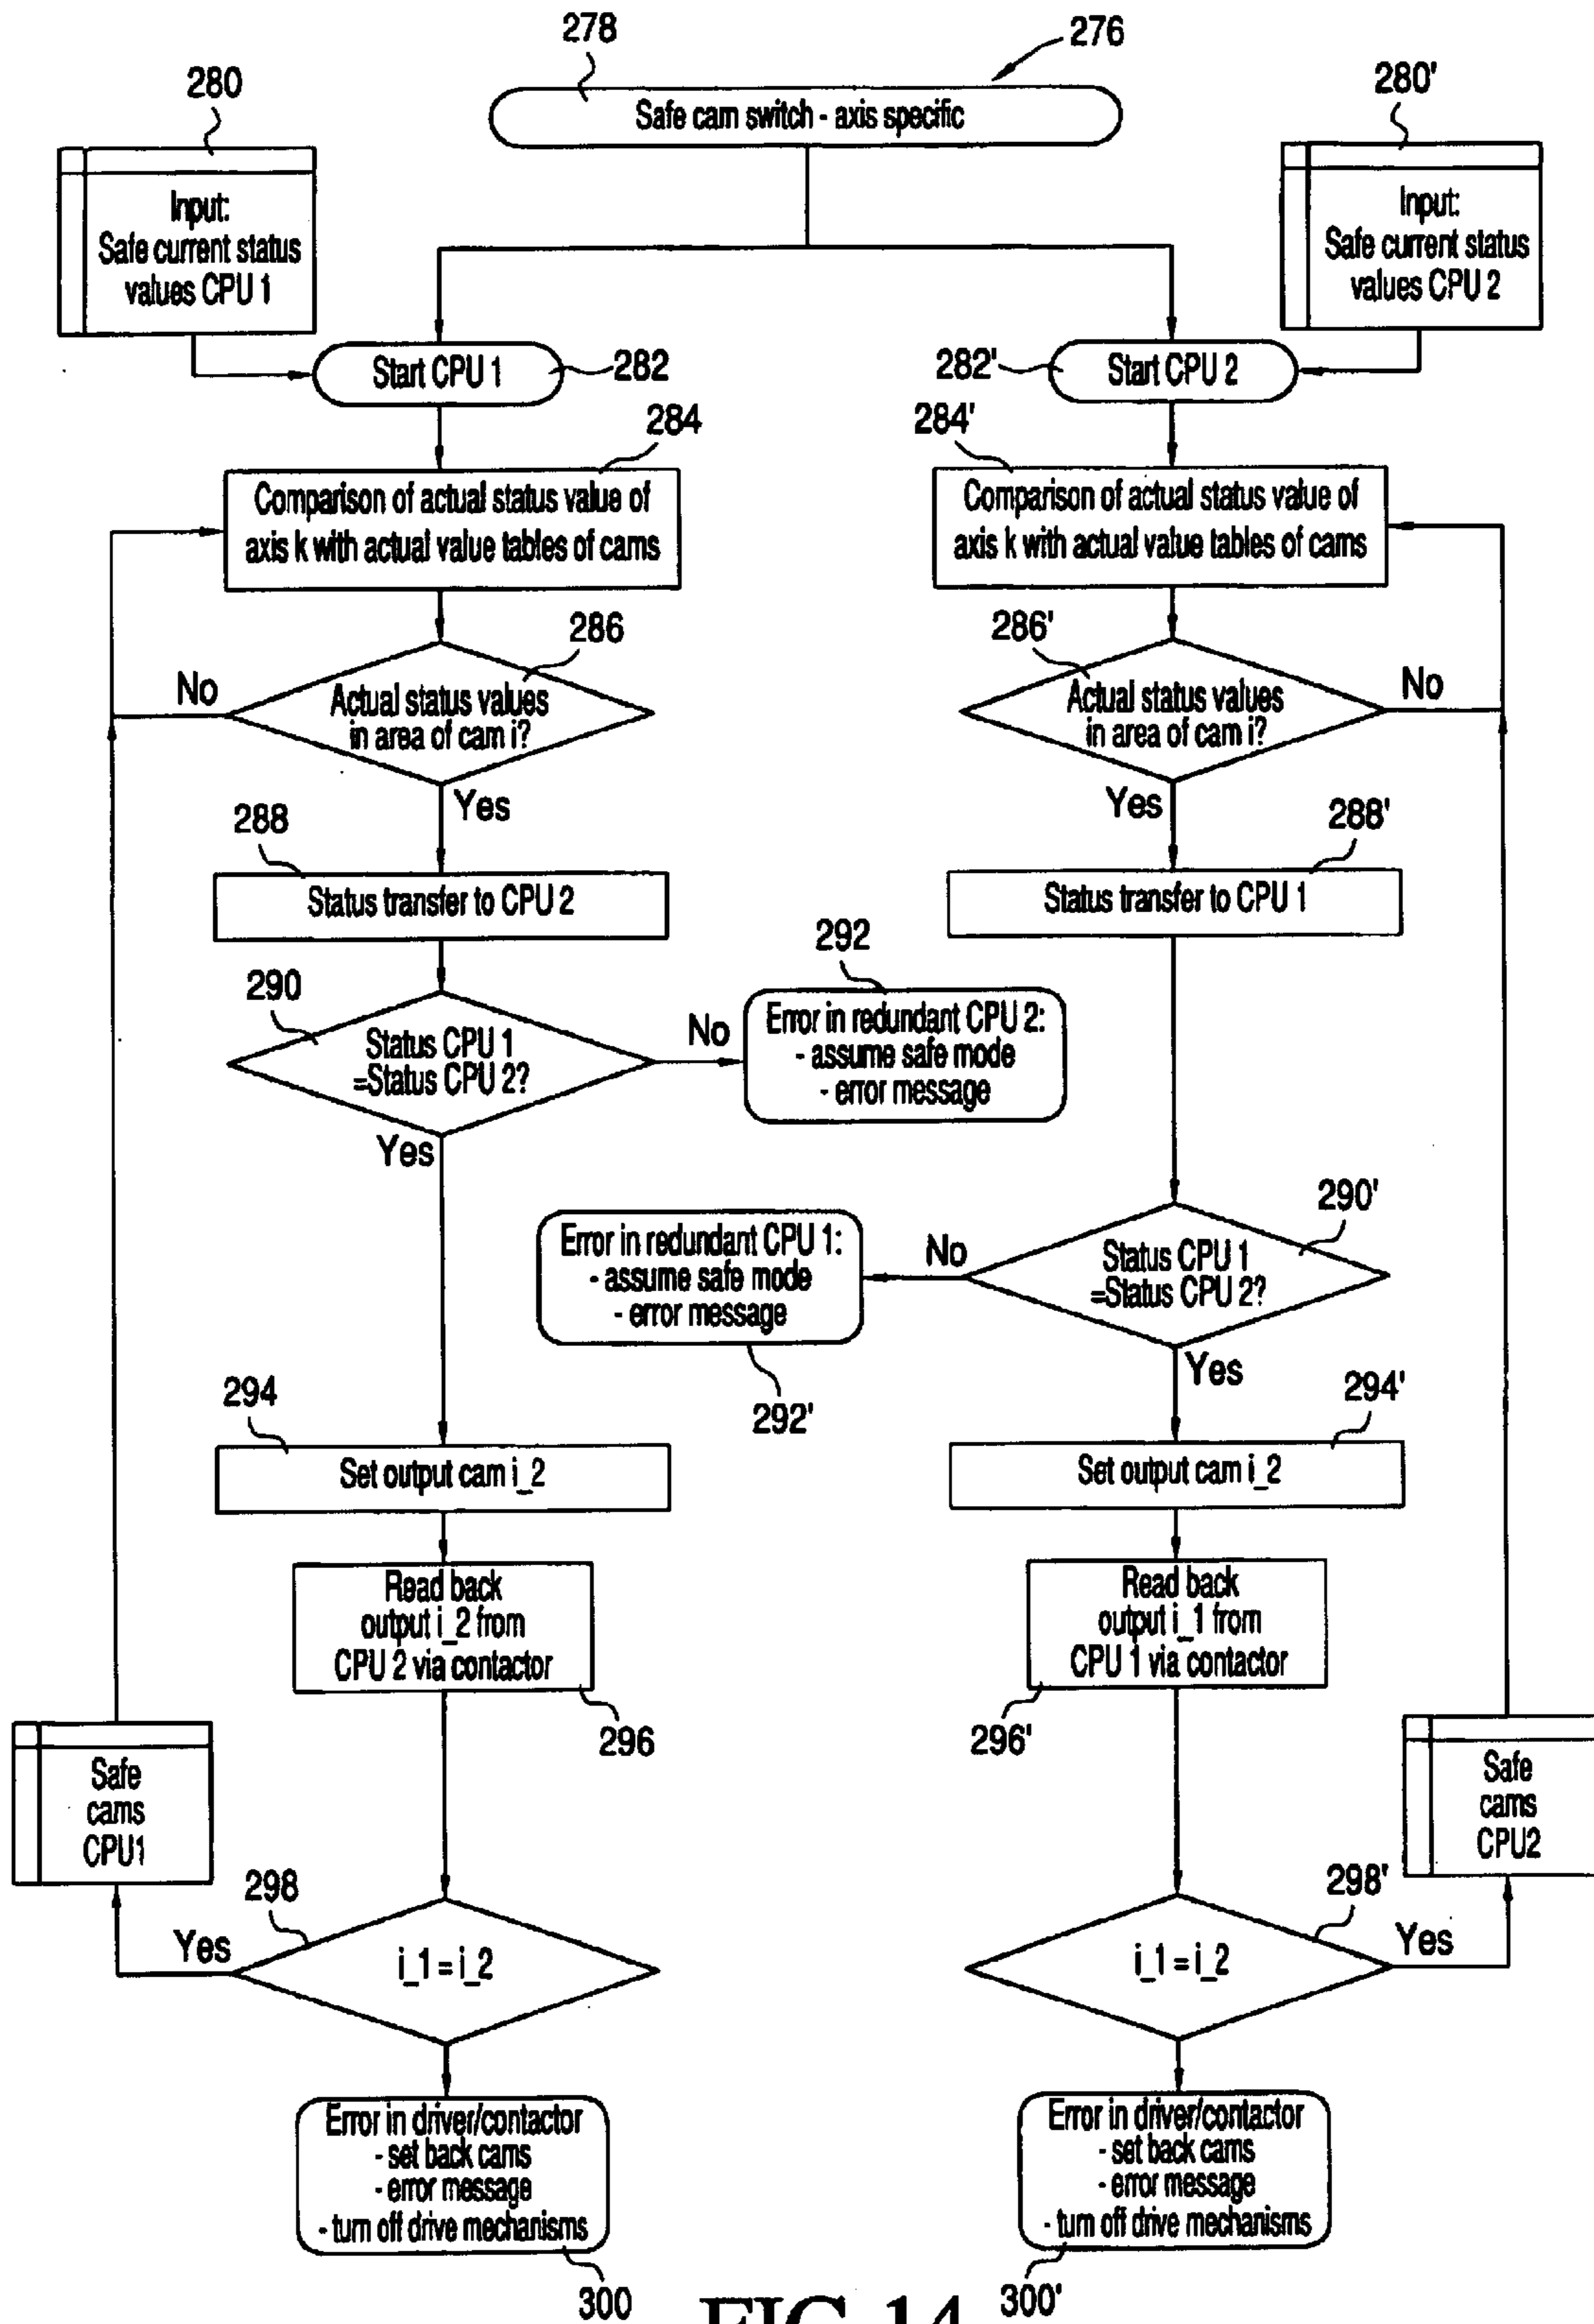 278
276
280
280'
Safe cam switch - axis specific
Input:
Safe current status
values CPU 1
Input:
Safe current status
values CPU 2
Start CPU 1
282
282'
Start CPU 2
284
284'
Comparison of actual status value of
axis k with actual value tables of cams
Comparison of actual status value of
axis k with actual value tables of cams
286
286'
No
Actual status values
in area of cam i?
Actual status values
in area of cam i?
No
Yes
Yes
288
288'
Status transfer to CPU 2
Status transfer to CPU 1
292
290
Status CPU 1
=Status CPU 2?
No
Error in redundant CPU 2:
- assume safe mode
- error message
Yes
290'
Error in redundant CPU 1:
- assume safe mode
- error message
No
Status CPU 1
=Status CPU 2?
292'
Yes
294
294'
Set output cam i_2
Set output cam i_2
Read back
output i_2 from
CPU 2 via contactor
Read back
output i_1 from
CPU 1 via contactor
296
296'
Safe
cams
CPU1
Safe
cams
CPU2
298
298'
Yes
i_1 = i_2
i_1 = i_2
Yes
Error in driver/contactor
- set back cams
- error message
- turn off drive mechanisms
Error in driver/contactor
- set back cams
- error message
- turn off drive mechanisms
300
300'
FIG. 14